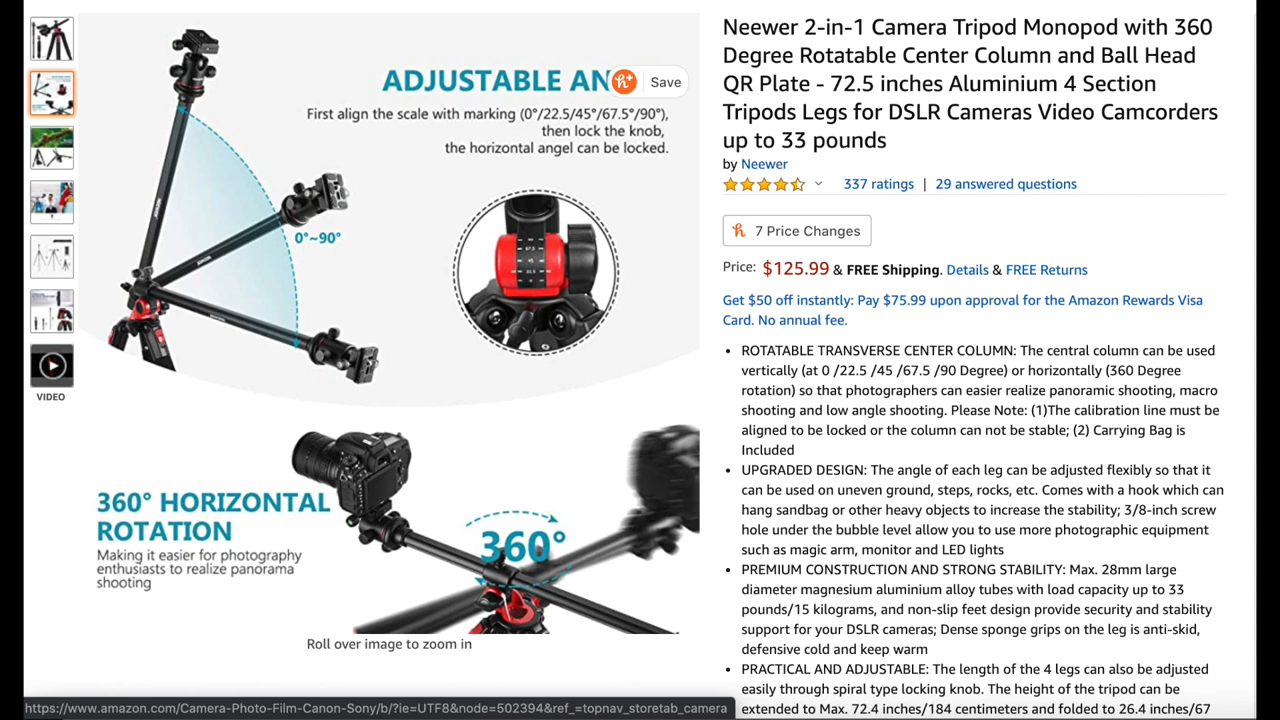 ADJUSTABLE AN
Save
First align the scale with marking (0°/22.5/45°/67.5°/90°),
then lock the knob,
the horizontal angel can be locked.
0°~90°
67.5
45
22.5
0
360° HORIZONTAL
ROTATION
Making it easier for photography
enthusiasts to realize panorama
shooting
360°
Roll over image to zoom in
VIDEO
Neewer 2-in-1 Camera Tripod Monopod with 360
Degree Rotatable Center Column and Ball Head
QR Plate - 72.5 inches Aluminium 4 Section
Tripods Legs for DSLR Cameras Video Camcorders
up to 33 pounds
by Neewer
337 ratings | 29 answered questions
7 Price Changes
Price: $125.99 & FREE Shipping. Details & FREE Returns
Get $50 off instantly: Pay $75.99 upon approval for the Amazon Rewards Visa
Card. No annual fee.
• ROTATABLE TRANSVERSE CENTER COLUMN: The central column can be used
vertically (at 0 /22.5 /45 /67.5 /90 Degree) or horizontally (360 Degree
rotation) so that photographers can easier realize panoramic shooting, macro
shooting and low angle shooting. Please Note: (1)The calibration line must be
aligned to be locked or the column can not be stable; (2) Carrying Bag is
Included
• UPGRADED DESIGN: The angle of each leg can be adjusted flexibly so that it
can be used on uneven ground, steps, rocks, etc. Comes with a hook which can
hang sandbag or other heavy objects to increase the stability; 3/8-inch screw
hole under the bubble level allow you to use more photographic equipment
such as magic arm, monitor and LED lights
• PREMIUM CONSTRUCTION AND STRONG STABILITY: Max. 28mm large
diameter magnesium aluminium alloy tubes with load capacity up to 33
pounds/15 kilograms, and non-slip feet design provide security and stability
support for your DSLR cameras; Dense sponge grips on the leg is anti-skid,
defensive cold and keep warm
• PRACTICAL AND ADJUSTABLE: The length of the 4 legs can also be adjusted
easily through spiral type locking knob. The height of the tripod can be
extended to Max. 72.4 inches/184 centimeters and folded to 26.4 inches/67
https://www.amazon.com/Camera-Photo-Film-Canon-Sony/b/?ie=UTF8&node=502394&ref_=topnav_storetab_camera